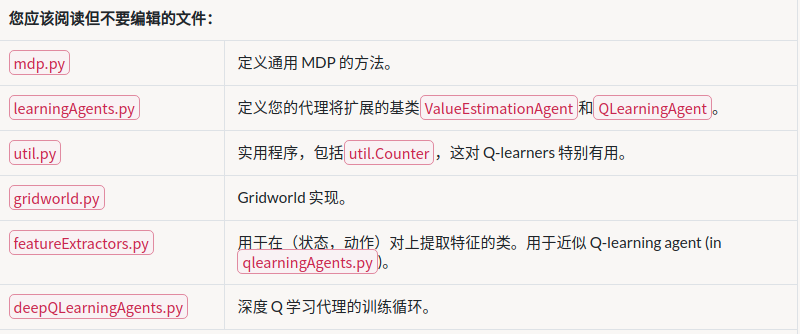 您应该阅读但不要编辑的文件：
mdp.py 定义通用 MDP 的方法。
learningAgents.py 定义您的代理将扩展的基类ValueEstimationAgent和QLearningAgent。
util.py 实用程序，包括util.Counter，这对 Q-learners 特别有用。
gridworld.py Gridworld 实现。
featureExtractors.py 用于在（状态，动作）对上提取特征的类。用于近似 Q-learning agent (in
qlearningAgents.py)。
deepQLearningAgents.py 深度 Q 学习代理的训练循环。